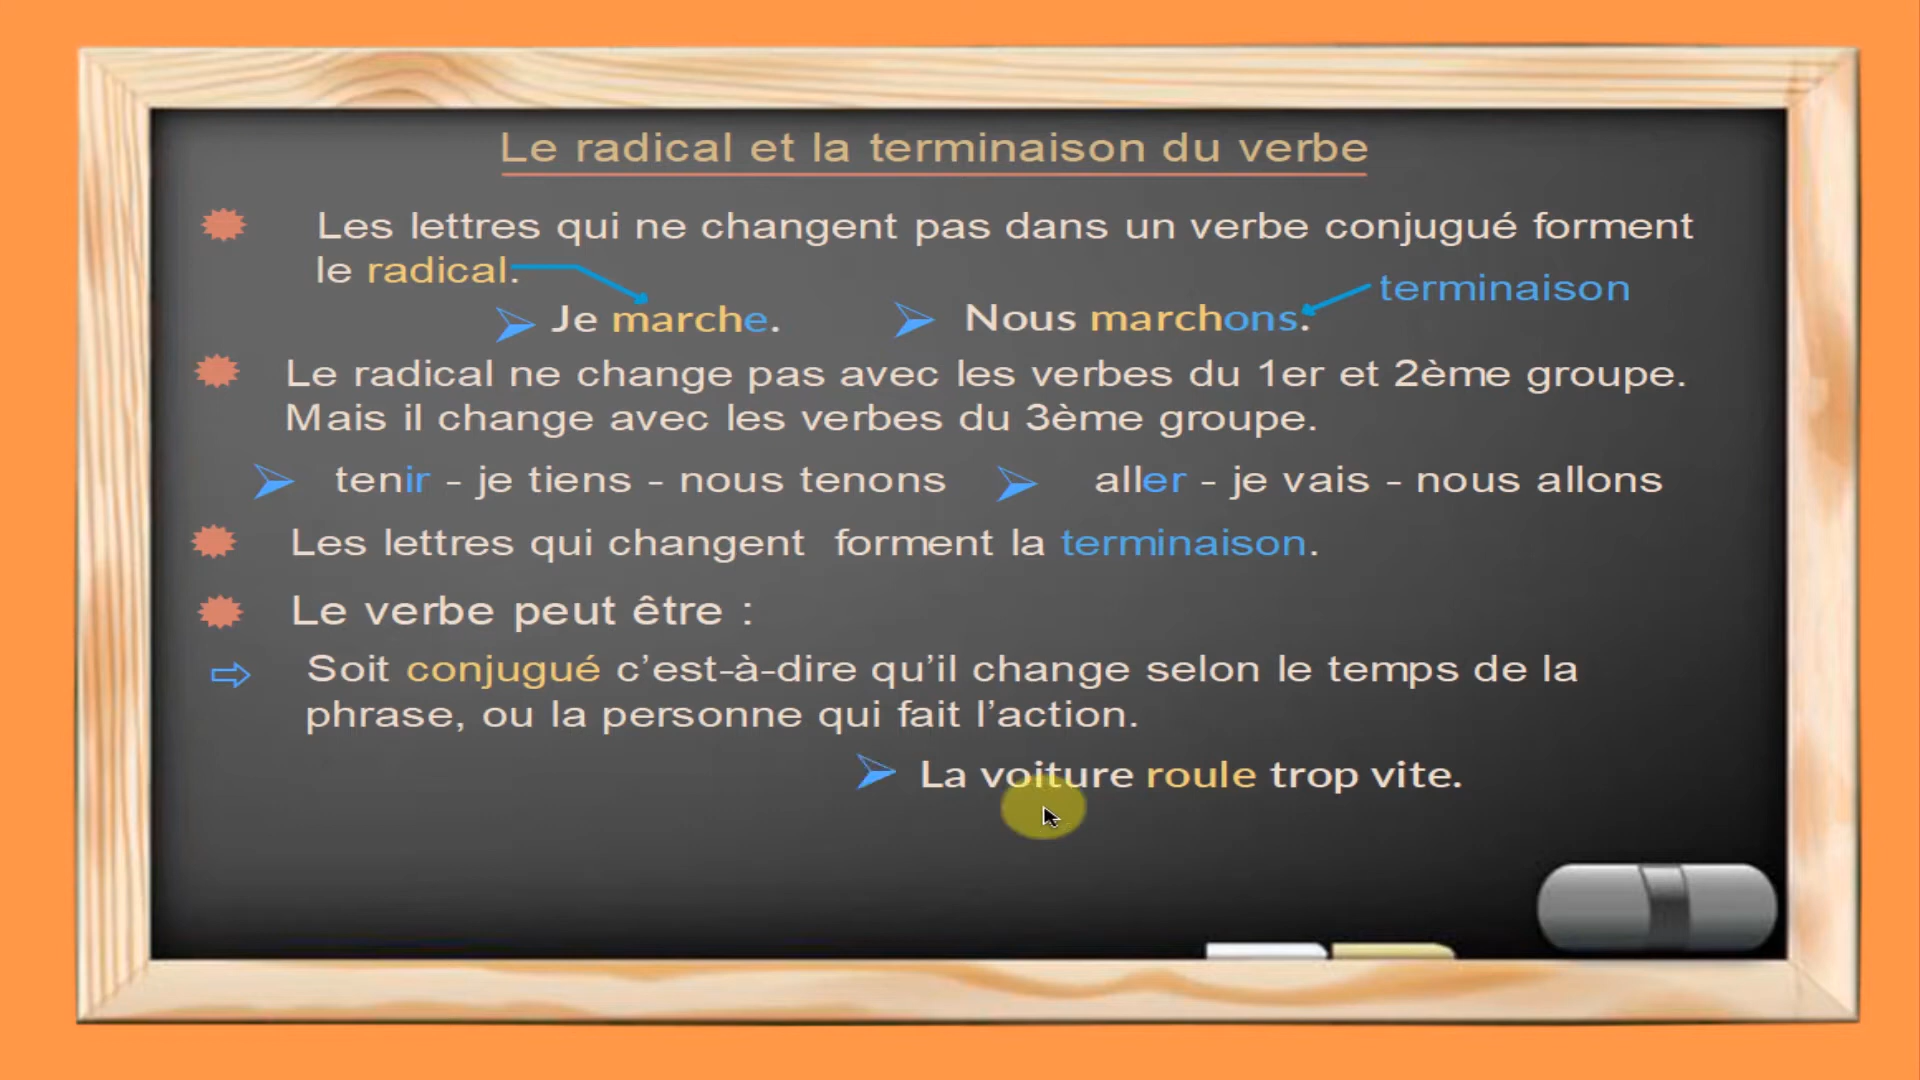 Le radical et la terminaison du verbe
Les lettres qui ne changent pas dans un verbe conjugué forment
le radical.
terminaison
Je marche.
Nous marchons.
Le radical ne change pas avec les verbes du 1er et 2ème groupe.
Mais il change avec les verbes du 3ème groupe.
tenir - je tiens - nous tenons
aller - je vais - nous allons
Les lettres qui changent forment la terminaison.
Le verbe peut être :
Soit conjugué c’est-à-dire qu’il change selon le temps de la
phrase, ou la personne qui fait l’action.
La voiture roule trop vite.